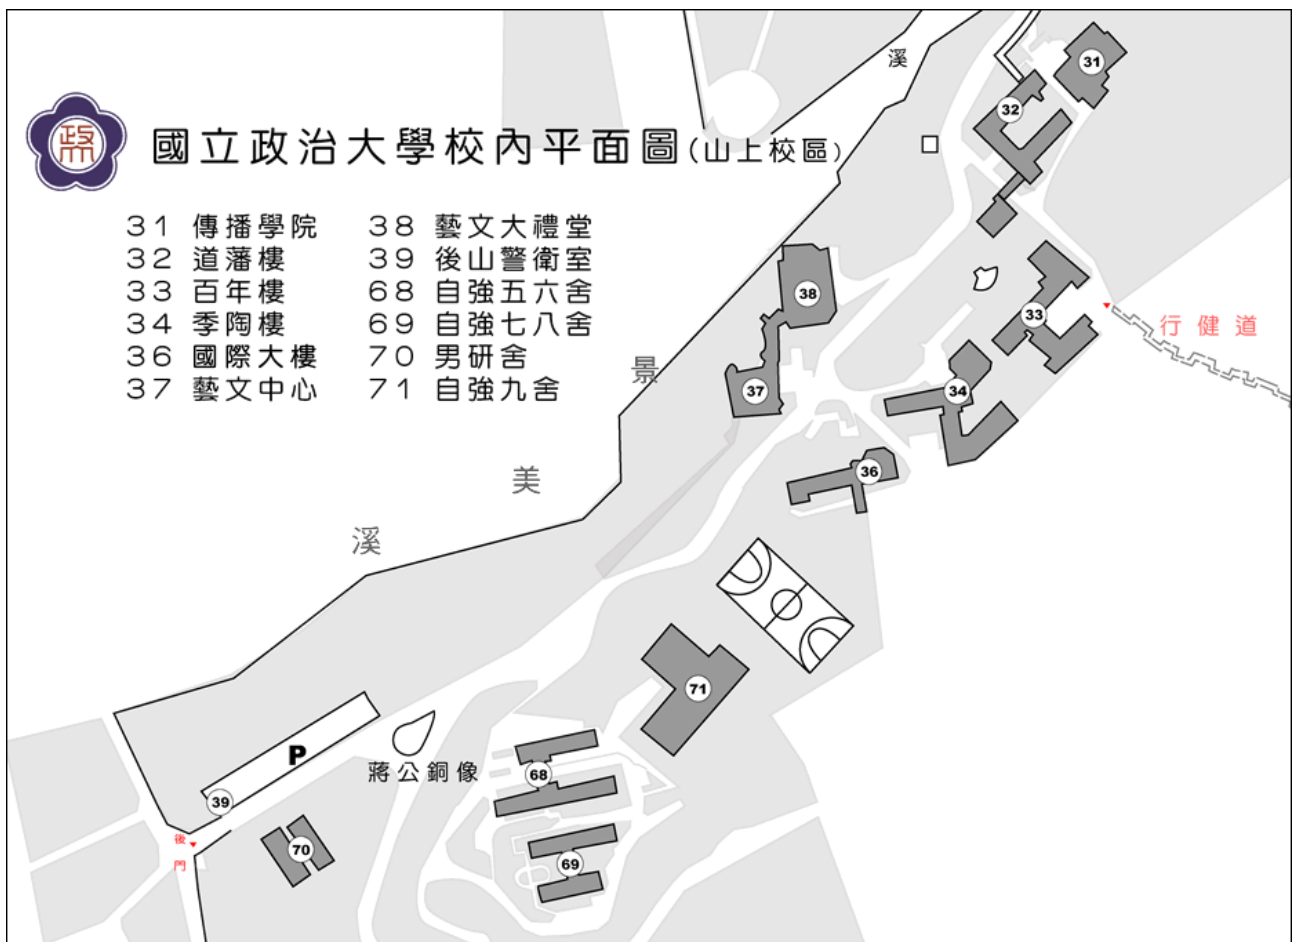 國立政治大學校內平面圖(山上校區)
政大
31 傳播學院
32 道藩樓
33 百年樓
34 季陶樓
36 國際大樓
37 藝文中心
38 藝文大禮堂
39 後山警衛室
68 自強五六舍
69 自強七八舍
70 男研舍
71 自強九舍
溪
31
32
38
33
行健道
景
37
34
美
36
溪
71
P
蔣公銅像
68
39
後門
70
69